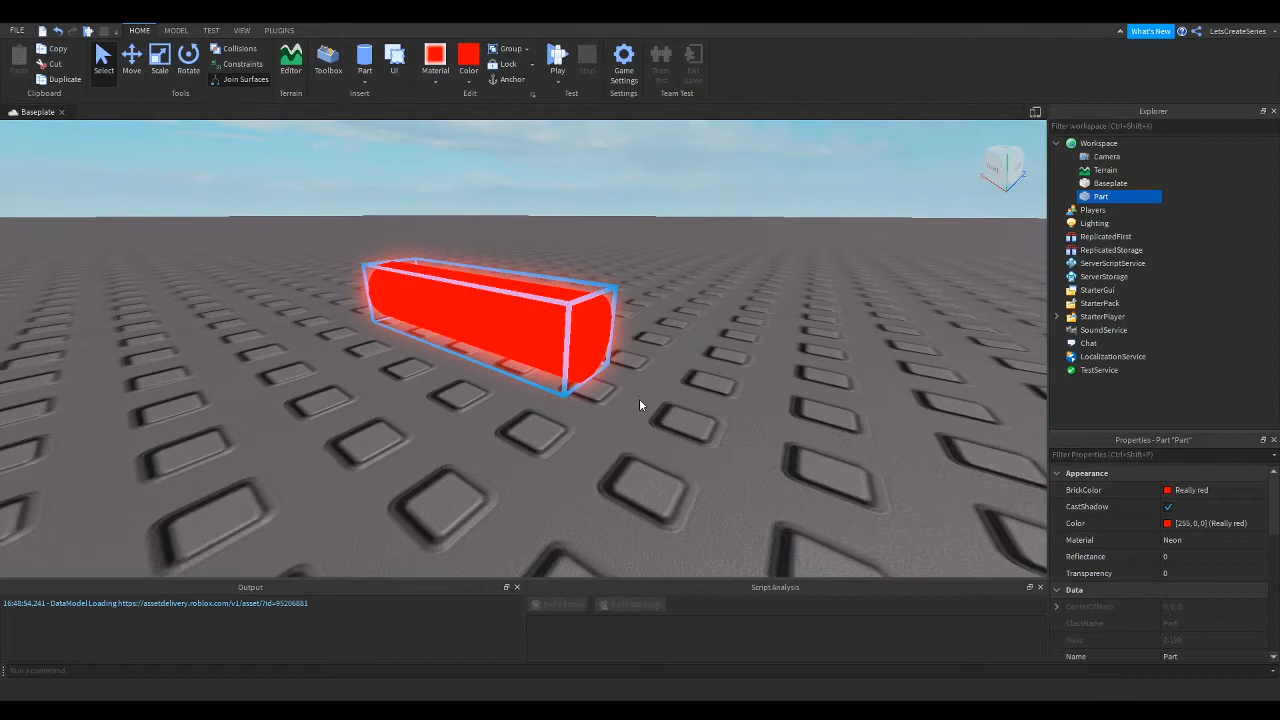 FILE HOME MODEL TEST VIEW PLUGINS What's New LetsCreateSeries
Paste Copy Cut Duplicate Clipboard
Select Move Scale Rotate Collisions Constraints Join Surfaces Tools
Editor Terrain
Toolbox Part UI Insert
Material Color Group Lock Anchor Edit
Play Stop Test
Game Settings Settings
Team Test Exit Game Team Test
Baseplate
Explorer
Filter workspace (Ctrl+Shift+X)
Workspace
Camera
Terrain
Baseplate
Part
Players
Lighting
ReplicatedFirst
ReplicatedStorage
ServerScriptService
ServerStorage
StarterGui
StarterPack
StarterPlayer
SoundService
Chat
LocalizationService
TestService
X Z
Properties - Part "Part"
Filter Properties (Ctrl+Shift+P)
Appearance
BrickColor Really red
CastShadow
Color [255, 0, 0] (Really red)
Material Neon
Reflectance 0
Transparency 0
Data
CenterOfMass 0, 0, 0
ClassName Part
Mass 2.199
Name Part
Output
16:48:54.241 - DataModel Loading https://assetdelivery.roblox.com/v1/asset/?id=95206881
Script Analysis
Run a command